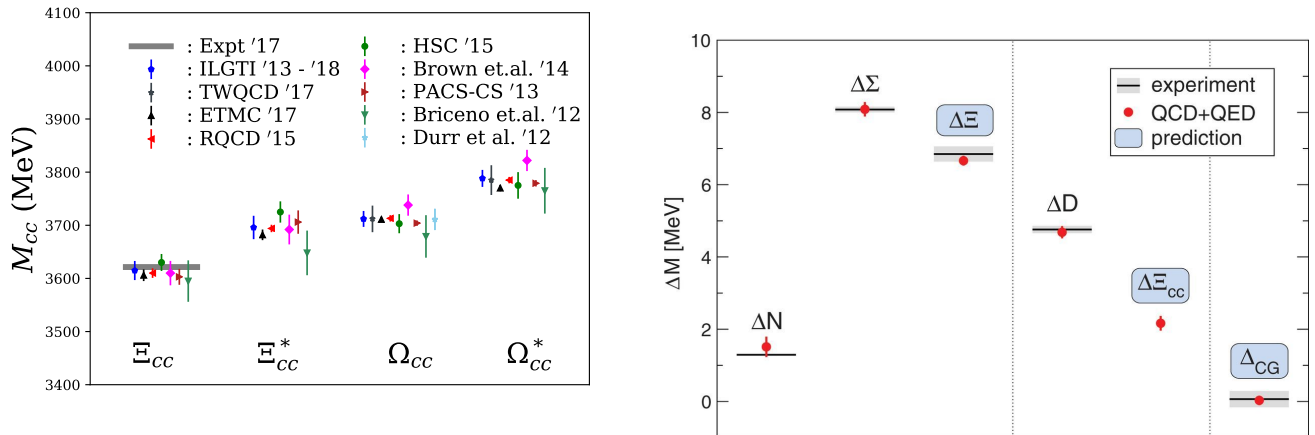 4100
4000
3900
3800
3700
3600
3500
3400
M_cc (MeV)
: Expt '17
: ILGTI '13 - '18
: TWQCD '17
: ETMC '17
: RQCD '15
: HSC '15
: Brown et.al. '14
: PACS-CS '13
: Briceno et.al. '12
: Durr et al. '12
Ξ_cc
Ξ*_cc
Ω_cc
Ω*_cc
10
8
6
4
2
0
ΔM [MeV]
ΔN
ΔΣ
ΔΞ
ΔD
ΔΞ_cc
Δ_CG
experiment
QCD+QED
prediction